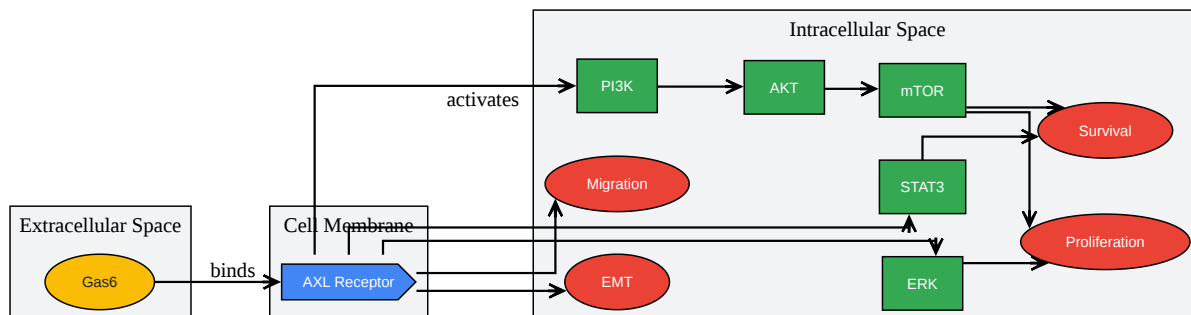 Intracellular Space
PI3K
AKT
mTOR
activates
Survival
Migration
STAT3
Extracellular Space
Cell Membrane
Proliferation
binds
Gas6
AXL Receptor
EMT
ERK